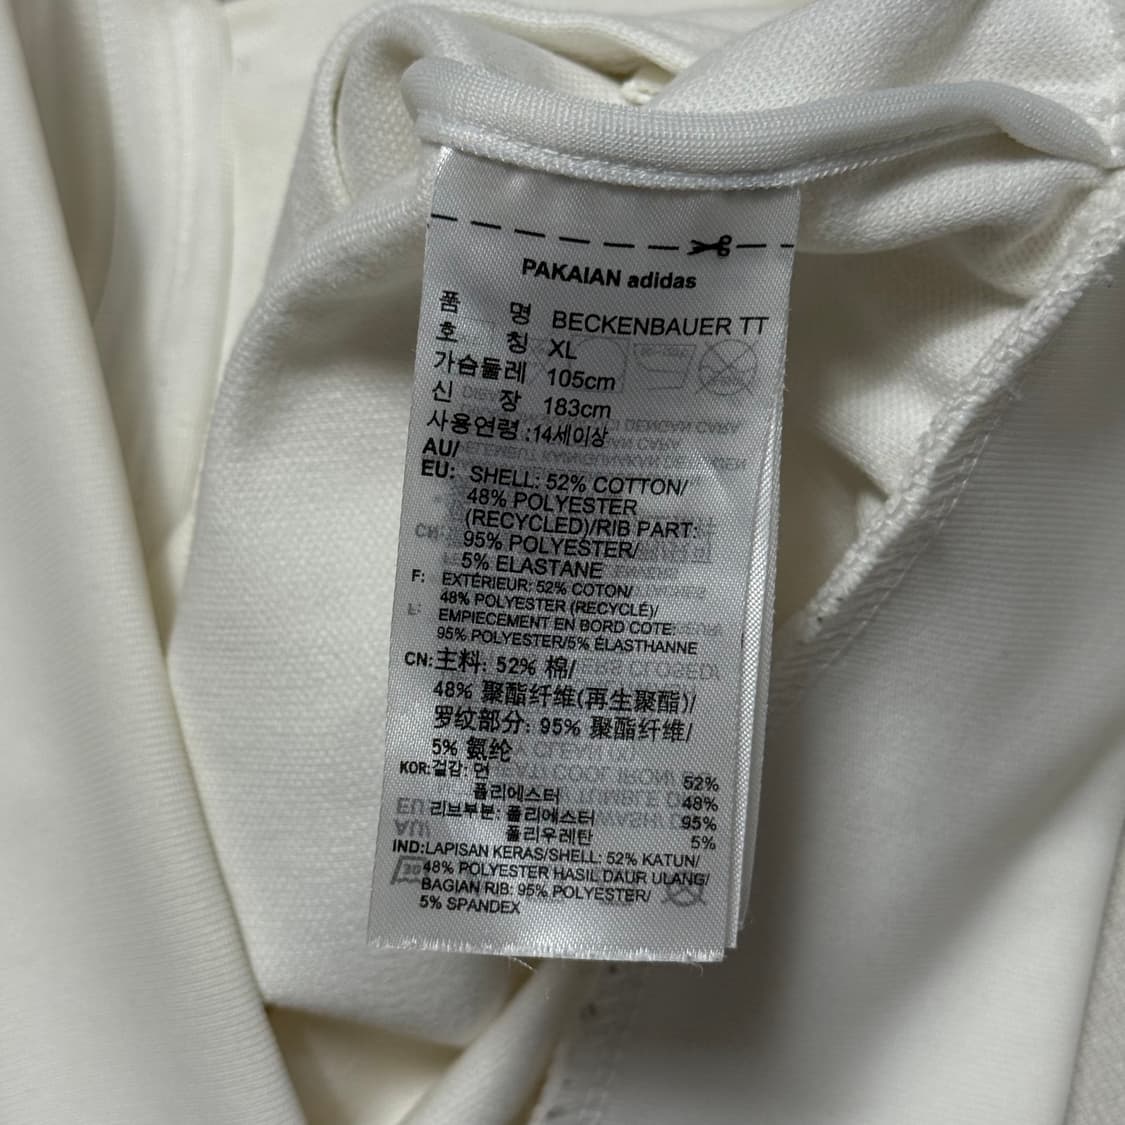 PAKAIAN adidas
품 명 BECKENBAUER TT
호 칭 XL
가슴둘레 105cm
신 장 183cm
사용연령 :14세이상
AU/
EU: SHELL: 52% COTTON/
48% POLYESTER
(RECYCLED)/RIB PART:
95% POLYESTER/
5% ELASTANE
F: EXTÉRIEUR: 52% COTON/
48% POLYESTER (RECYCLÉ)/
EMPIECEMENT EN BORD COTE:
95% POLYESTER/5% ÉLASTHANNE
CN:主料: 52% 棉/
48% 聚酯纤维(再生聚酯)/
罗纹部分: 95% 聚酯纤维/
5% 氨纶
KOR:겉감: 면 52%
폴리에스터 48%
리브부분: 폴리에스터 95%
폴리우레탄 5%
IND:LAPISAN KERAS/SHELL: 52% KATUN/
48% POLYESTER HASIL DAUR ULANG/
BAGIAN RIB: 95% POLYESTER/
5% SPANDEX